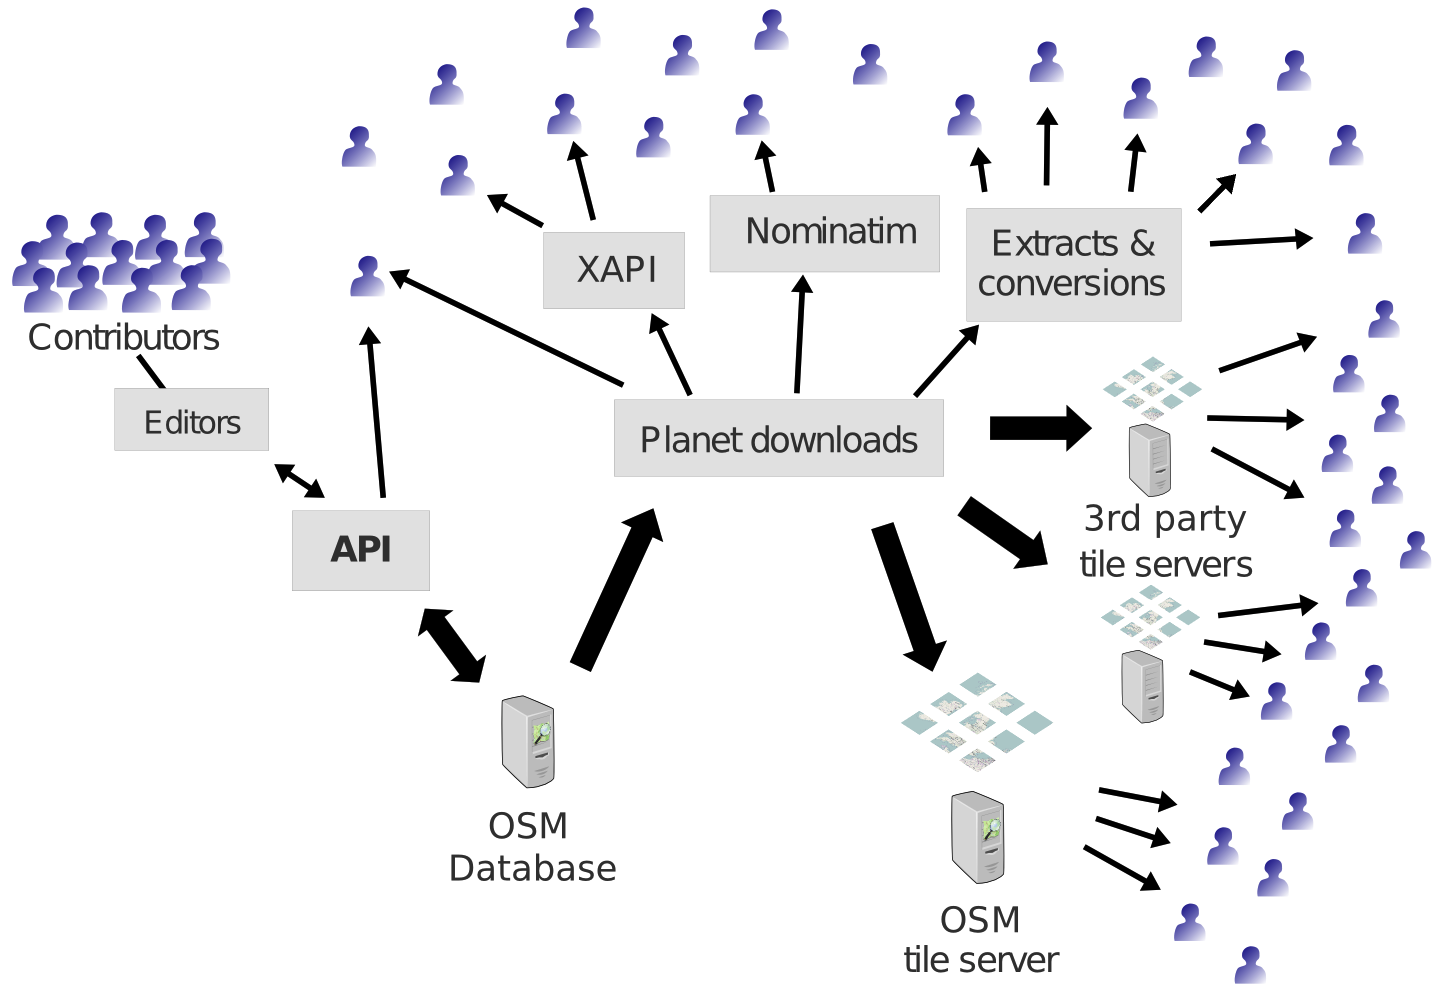 Nominatim
Extracts &
conversions
XAPI
Contributors
Editors
Planet downloads
3rd party
tile servers
API
OSM
Database
OSM
tile server